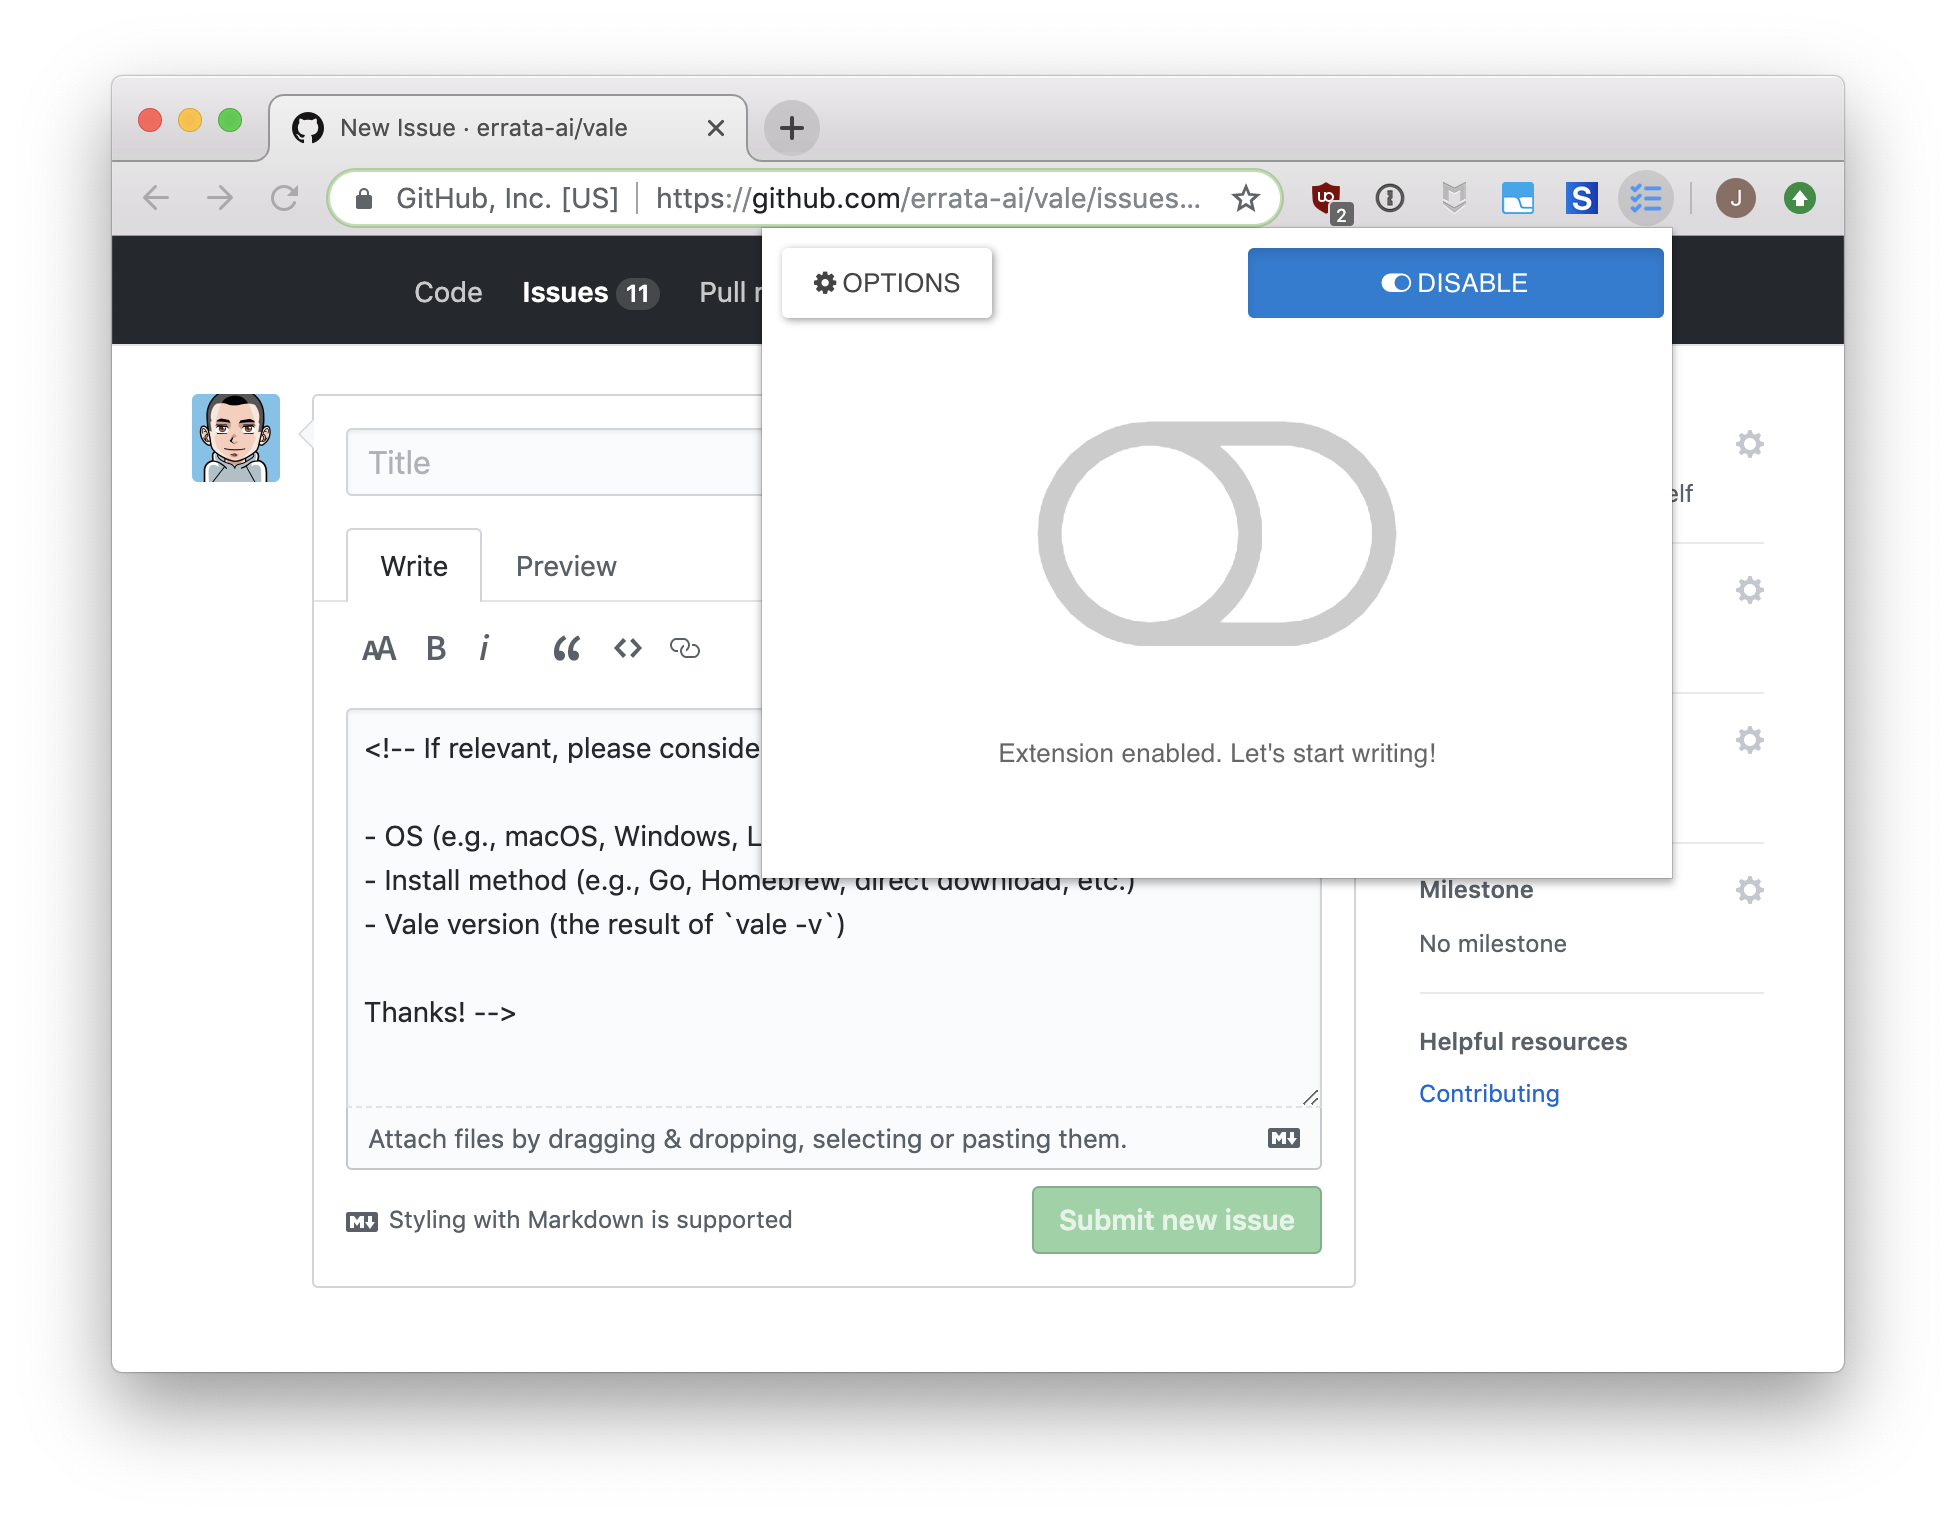 New Issue · errata-ai/vale
GitHub, Inc. [US] | https://github.com/errata-ai/vale/issues...
2
S
J
OPTIONS
DISABLE
Code
Issues 11
Pull
elf
Title
Write
Preview
AA B i
Extension enabled. Let's start writing!
<!-- If relevant, please conside
- OS (e.g., macOS, Windows, L
- Install method (e.g., Go, Homebrew, direct download, etc.)
- Vale version (the result of `vale -v`)
Thanks! -->
Milestone
No milestone
Helpful resources
Contributing
Attach files by dragging & dropping, selecting or pasting them.
Styling with Markdown is supported
Submit new issue